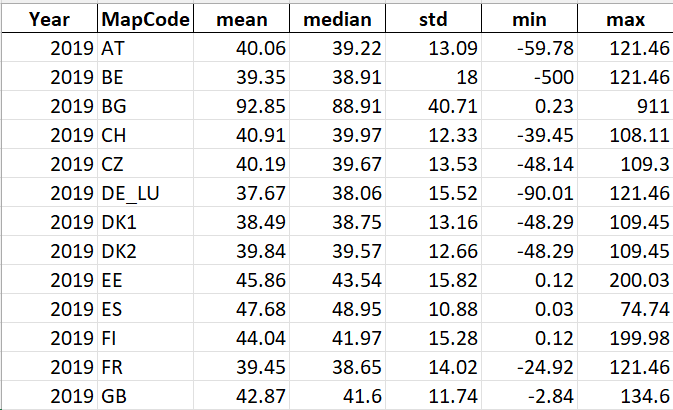 Year MapCode mean median std min max
2019 AT 40.06 39.22 13.09 -59.78 121.46
2019 BE 39.35 38.91 18 -500 121.46
2019 BG 92.85 88.91 40.71 0.23 911
2019 CH 40.91 39.97 12.33 -39.45 108.11
2019 CZ 40.19 39.67 13.53 -48.14 109.3
2019 DE_LU 37.67 38.06 15.52 -90.01 121.46
2019 DK1 38.49 38.75 13.16 -48.29 109.45
2019 DK2 39.84 39.57 12.66 -48.29 109.45
2019 EE 45.86 43.54 15.82 0.12 200.03
2019 ES 47.68 48.95 10.88 0.03 74.74
2019 FI 44.04 41.97 15.28 0.12 199.98
2019 FR 39.45 38.65 14.02 -24.92 121.46
2019 GB 42.87 41.6 11.74 -2.84 134.6